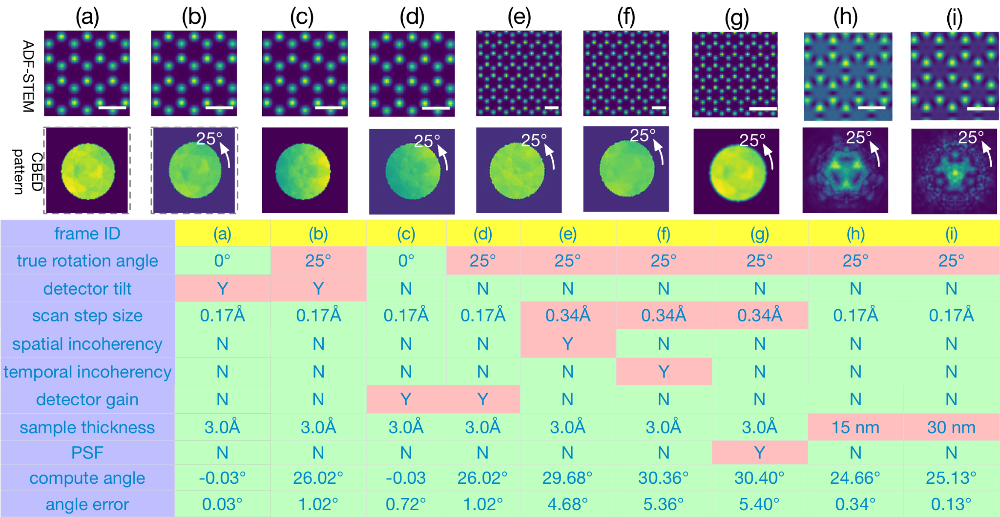 (a) (b) (c) (d) (e) (f) (g) (h) (i)
ADF-STEM
CBED
pattern
25° 25° 25° 25° 25° 25° 25°
frame ID (a) (b) (c) (d) (e) (f) (g) (h) (i)
true rotation angle 0° 25° 0° 25° 25° 25° 25° 25° 25°
detector tilt Y Y N N N N N N N
scan step size 0.17Å 0.17Å 0.17Å 0.17Å 0.34Å 0.34Å 0.34Å 0.17Å 0.17Å
spatial incoherency N N N N Y N N N N
temporal incoherency N N N N N Y N N N
detector gain N N Y Y N N N N N
sample thickness 3.0Å 3.0Å 3.0Å 3.0Å 3.0Å 3.0Å 3.0Å 15 nm 30 nm
PSF N N N N N N Y N N
compute angle -0.03° 26.02° -0.03 26.02° 29.68° 30.36° 30.40° 24.66° 25.13°
angle error 0.03° 1.02° 0.72° 1.02° 4.68° 5.36° 5.40° 0.34° 0.13°